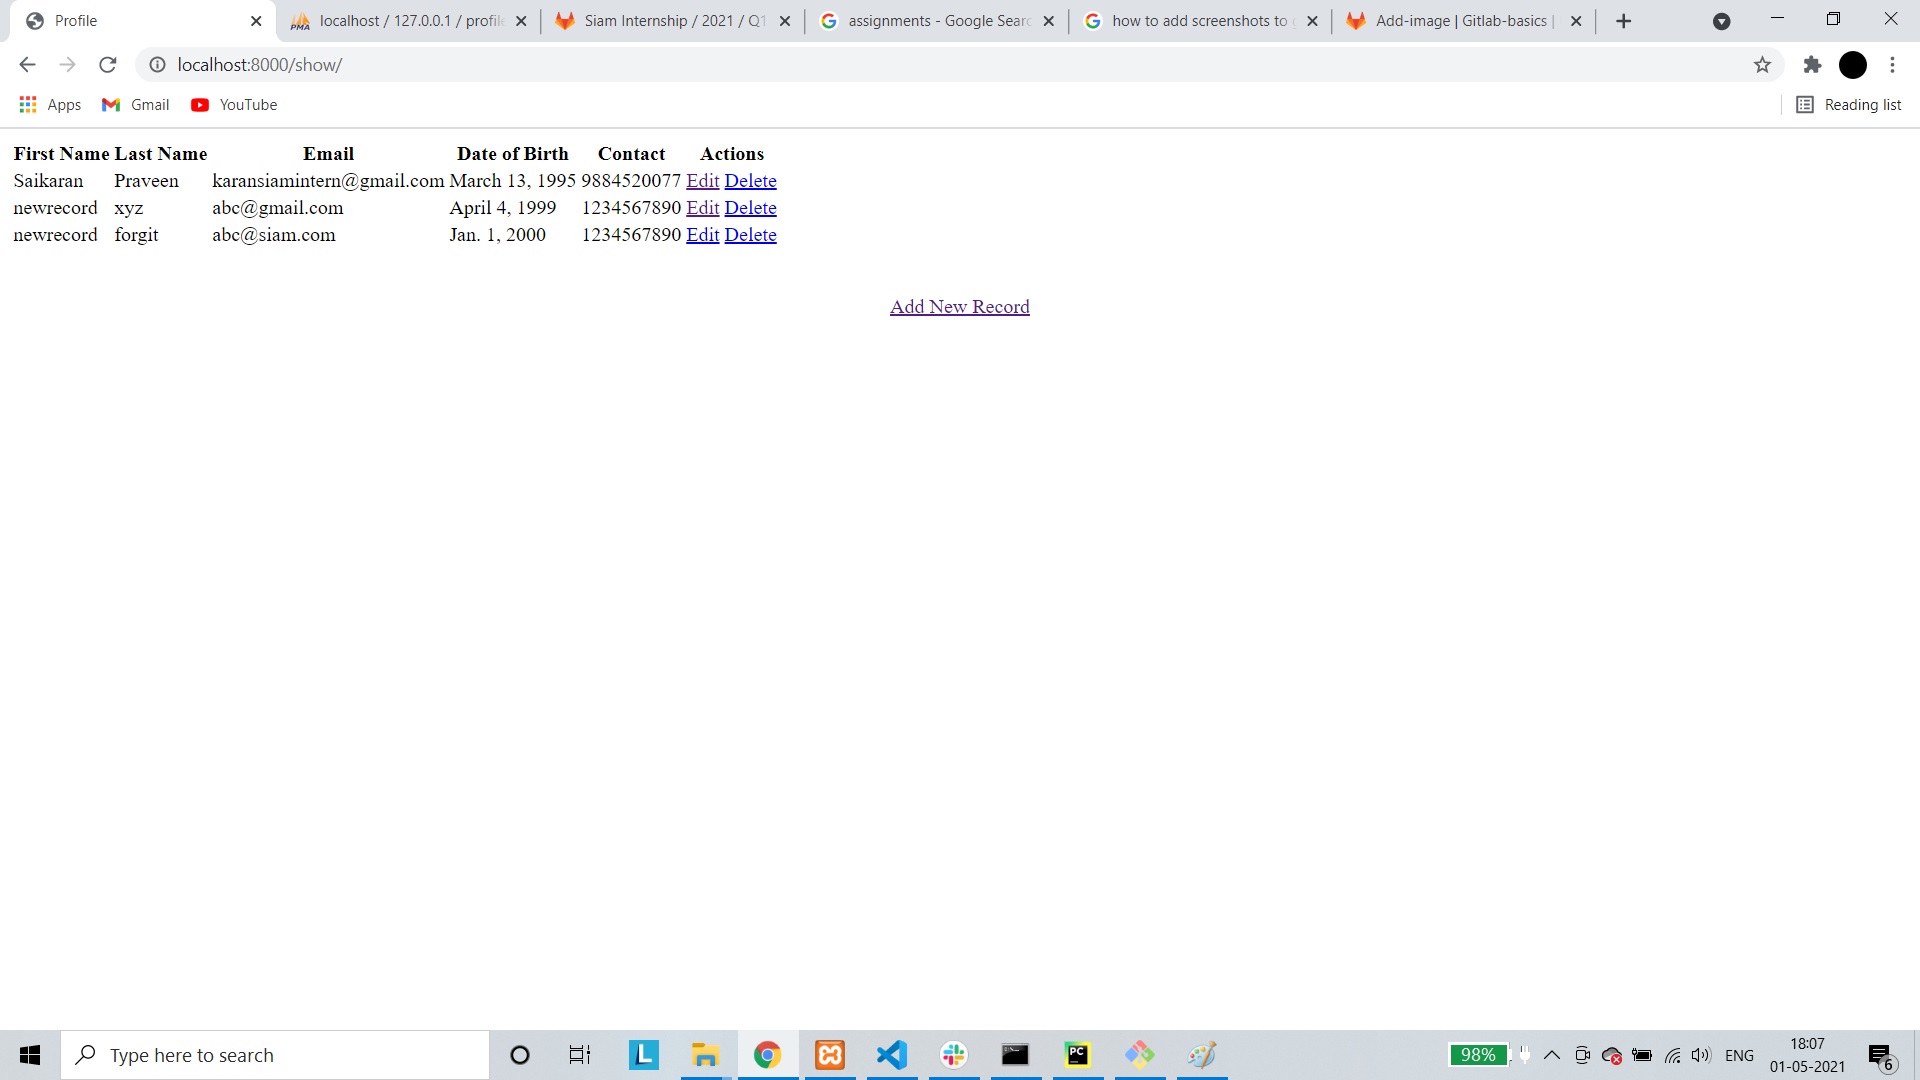 Profile
localhost / 127.0.0.1 / profile
Siam Internship / 2021 / Q1
assignments - Google Searc
how to add screenshots to g
Add-image | Gitlab-basics |
localhost:8000/show/
Apps Gmail YouTube Reading list
First Name Last Name Email Date of Birth Contact Actions
Saikaran Praveen karansiamintern@gmail.com March 13, 1995 9884520077 Edit Delete
newrecord xyz abc@gmail.com April 4, 1999 1234567890 Edit Delete
newrecord forgit abc@siam.com Jan. 1, 2000 1234567890 Edit Delete
Add New Record
Type here to search
L
PC
98%
ENG
18:07
01-05-2021
6